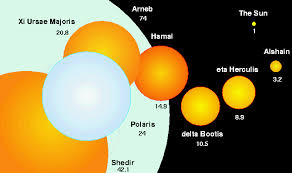 Arneb
74
The Sun
1
Xi Ursae Majoris
20.8
Hamal
14.9
Alshain
3.2
eta Herculis
8.9
Polaris
24
delta Bootis
10.5
Shedir
42.1